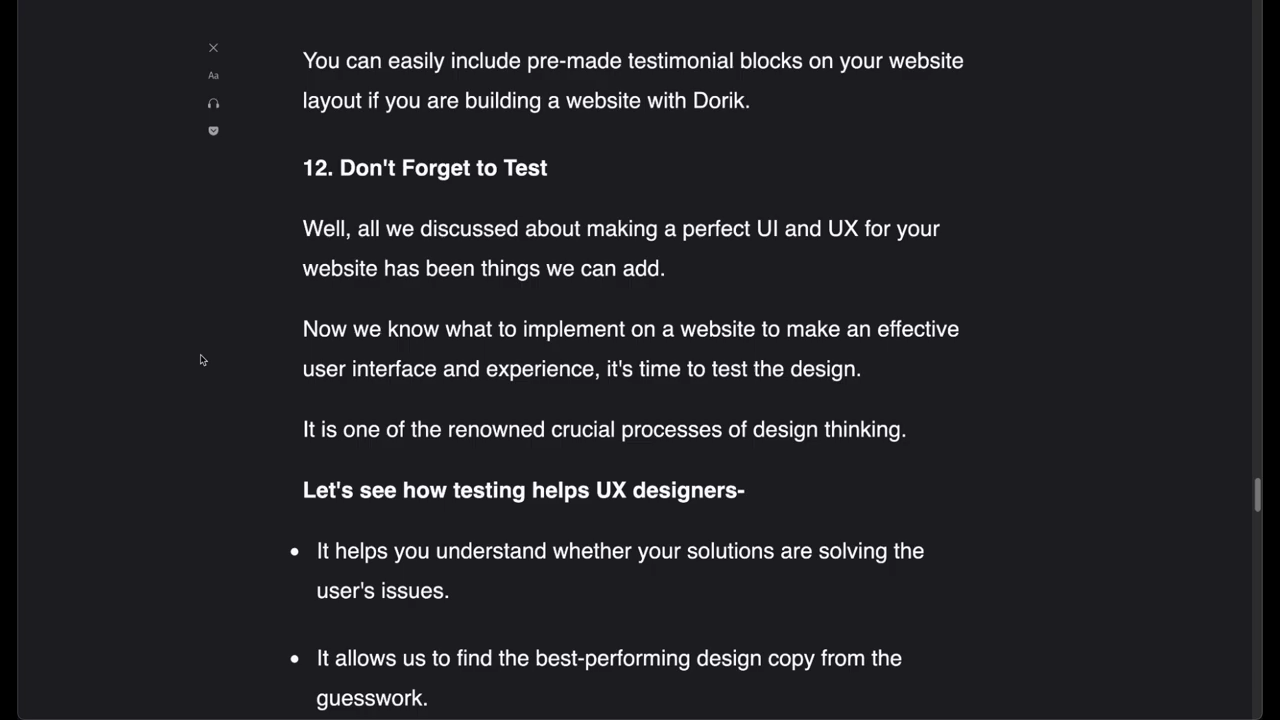 You can easily include pre-made testimonial blocks on your website
layout if you are building a website with Dorik.
Aa
12. Don't Forget to Test
Well, all we discussed about making a perfect UI and UX for your
website has been things we can add.
Now we know what to implement on a website to make an effective
user interface and experience, it's time to test the design.
It is one of the renowned crucial processes of design thinking.
Let's see how testing helps UX designers-
• It helps you understand whether your solutions are solving the
user's issues.
• It allows us to find the best-performing design copy from the
guesswork.